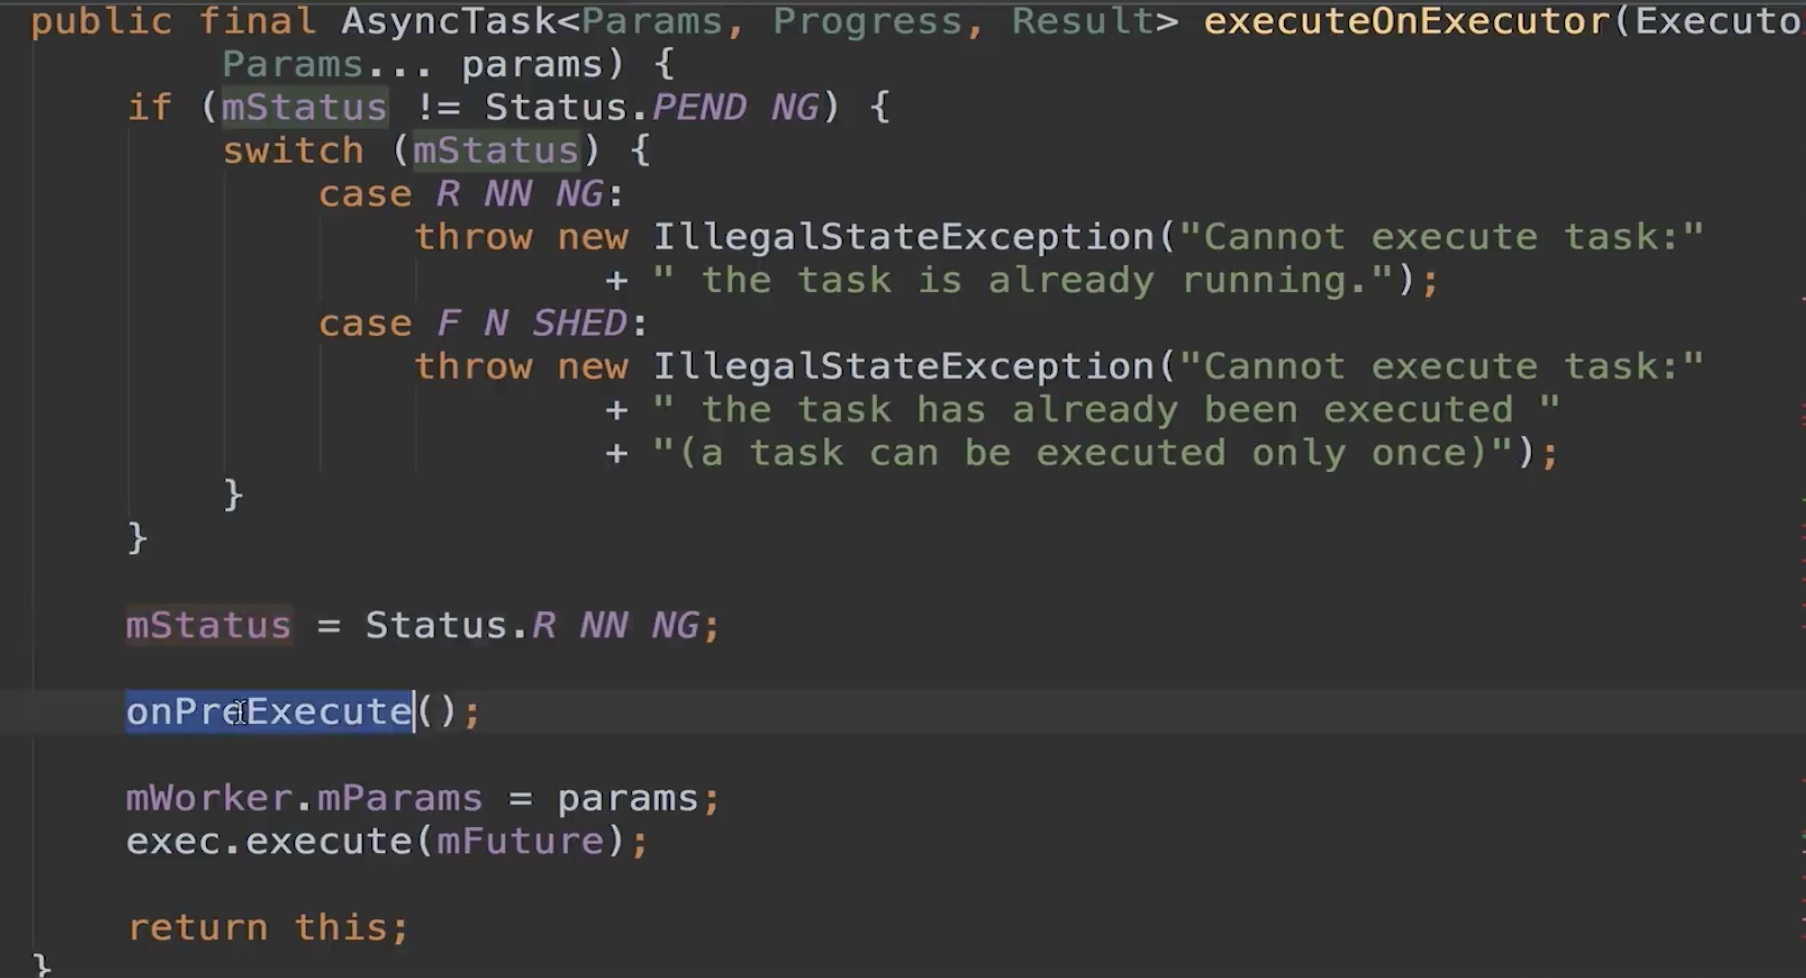 public final AsyncTask<Params, Progress, Result> executeOnExecutor(Executo
Params... params) {
if (mStatus != Status.PEND NG) {
switch (mStatus) {
case R NN NG:
throw new IllegalStateException("Cannot execute task:"
+ " the task is already running.");
case F N SHED:
throw new IllegalStateException("Cannot execute task:"
+ " the task has already been executed "
+ "(a task can be executed only once)");
}
}
mStatus = Status.R NN NG;
onPreExecute();
mWorker.mParams = params;
exec.execute(mFuture);
return this;
}